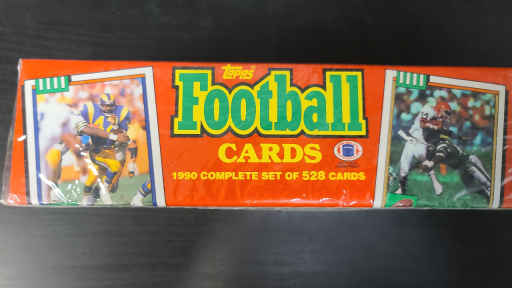 Topps
Football
CARDS
1990 COMPLETE SET OF 528 CARDS